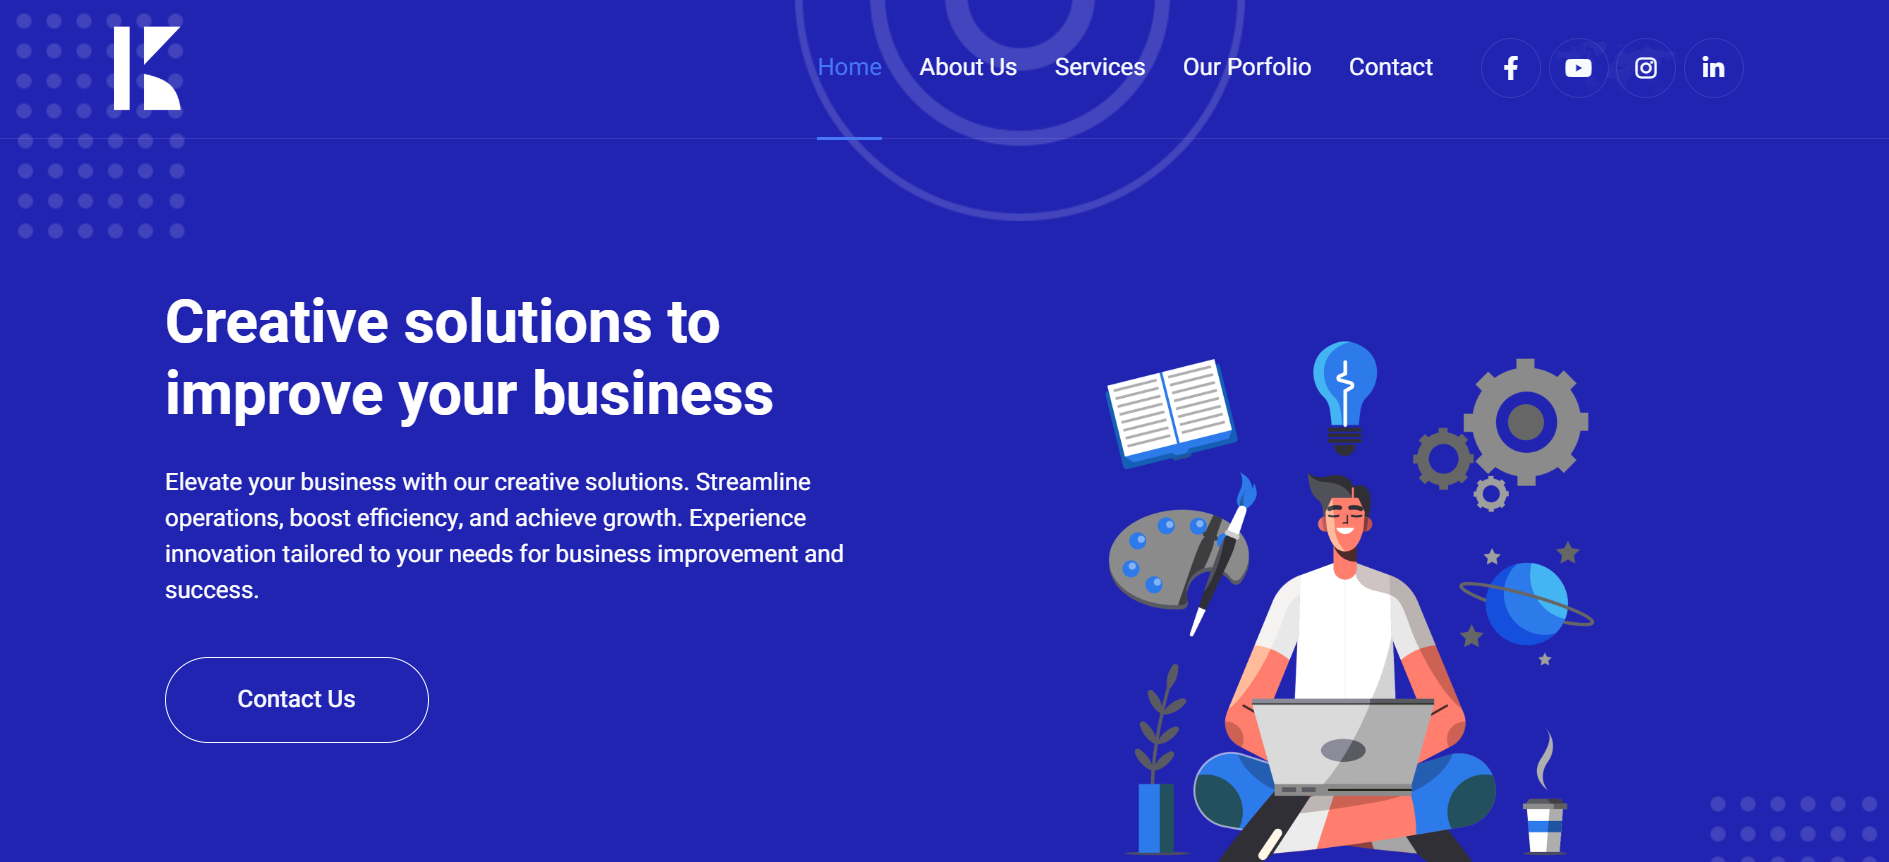 K
Home About Us Services Our Porfolio Contact
Creative solutions to
improve your business
Elevate your business with our creative solutions. Streamline
operations, boost efficiency, and achieve growth. Experience
innovation tailored to your needs for business improvement and
success.
Contact Us